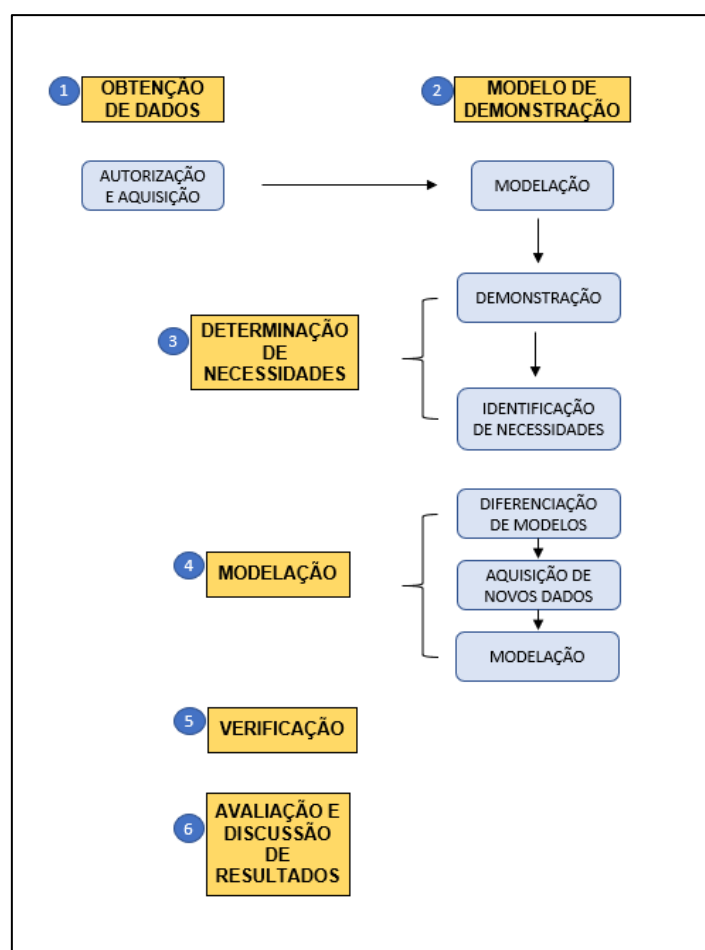 1
OBTENÇÃO
DE DADOS
2
MODELO DE
DEMONSTRAÇÃO
AUTORIZAÇÃO
E AQUISIÇÃO
MODELAÇÃO
DEMONSTRAÇÃO
3
DETERMINAÇÃO
DE
NECESSIDADES
IDENTIFICAÇÃO
DE NECESSIDADES
DIFERENCIAÇÃO
DE MODELOS
4
MODELAÇÃO
AQUISIÇÃO DE
NOVOS DADOS
MODELAÇÃO
5
VERIFICAÇÃO
6
AVALIAÇÃO E
DISCUSSÃO
DE
RESULTADOS